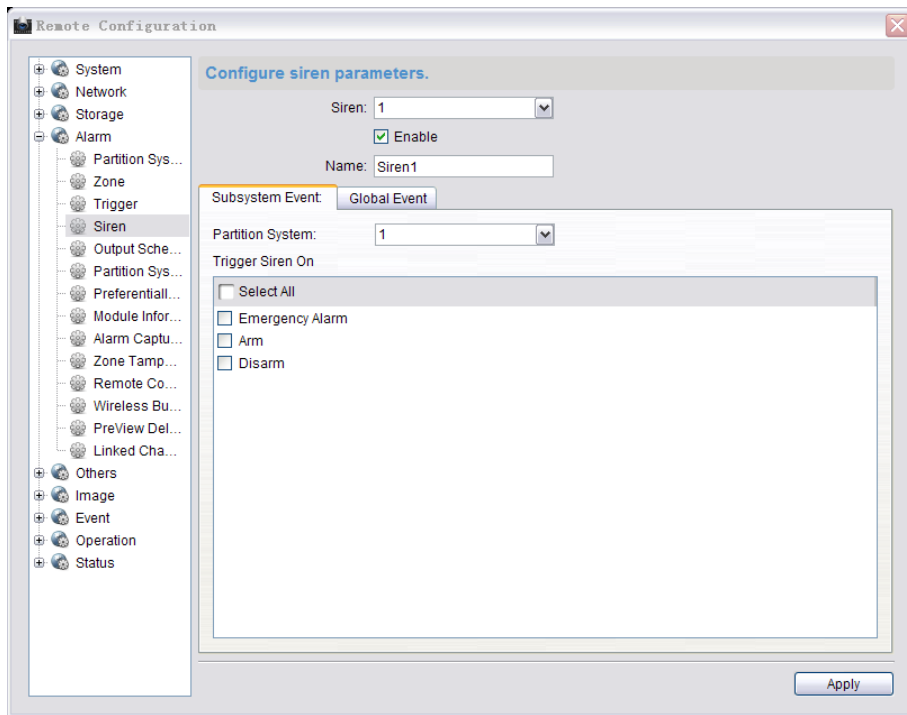 Remote Configuration
System
Network
Storage
Alarm
Partition Sys...
Zone
Trigger
Siren
Output Sche...
Partition Sys...
Preferentiall...
Module Infor...
Alarm Captu...
Zone Tamp...
Remote Co...
Wireless Bu...
PreView Del...
Linked Cha...
Others
Image
Event
Operation
Status
Configure siren parameters.
Siren: 1
Enable
Name: Siren1
Subsystem Event: Global Event
Partition System: 1
Trigger Siren On
Select All
Emergency Alarm
Arm
Disarm
Apply